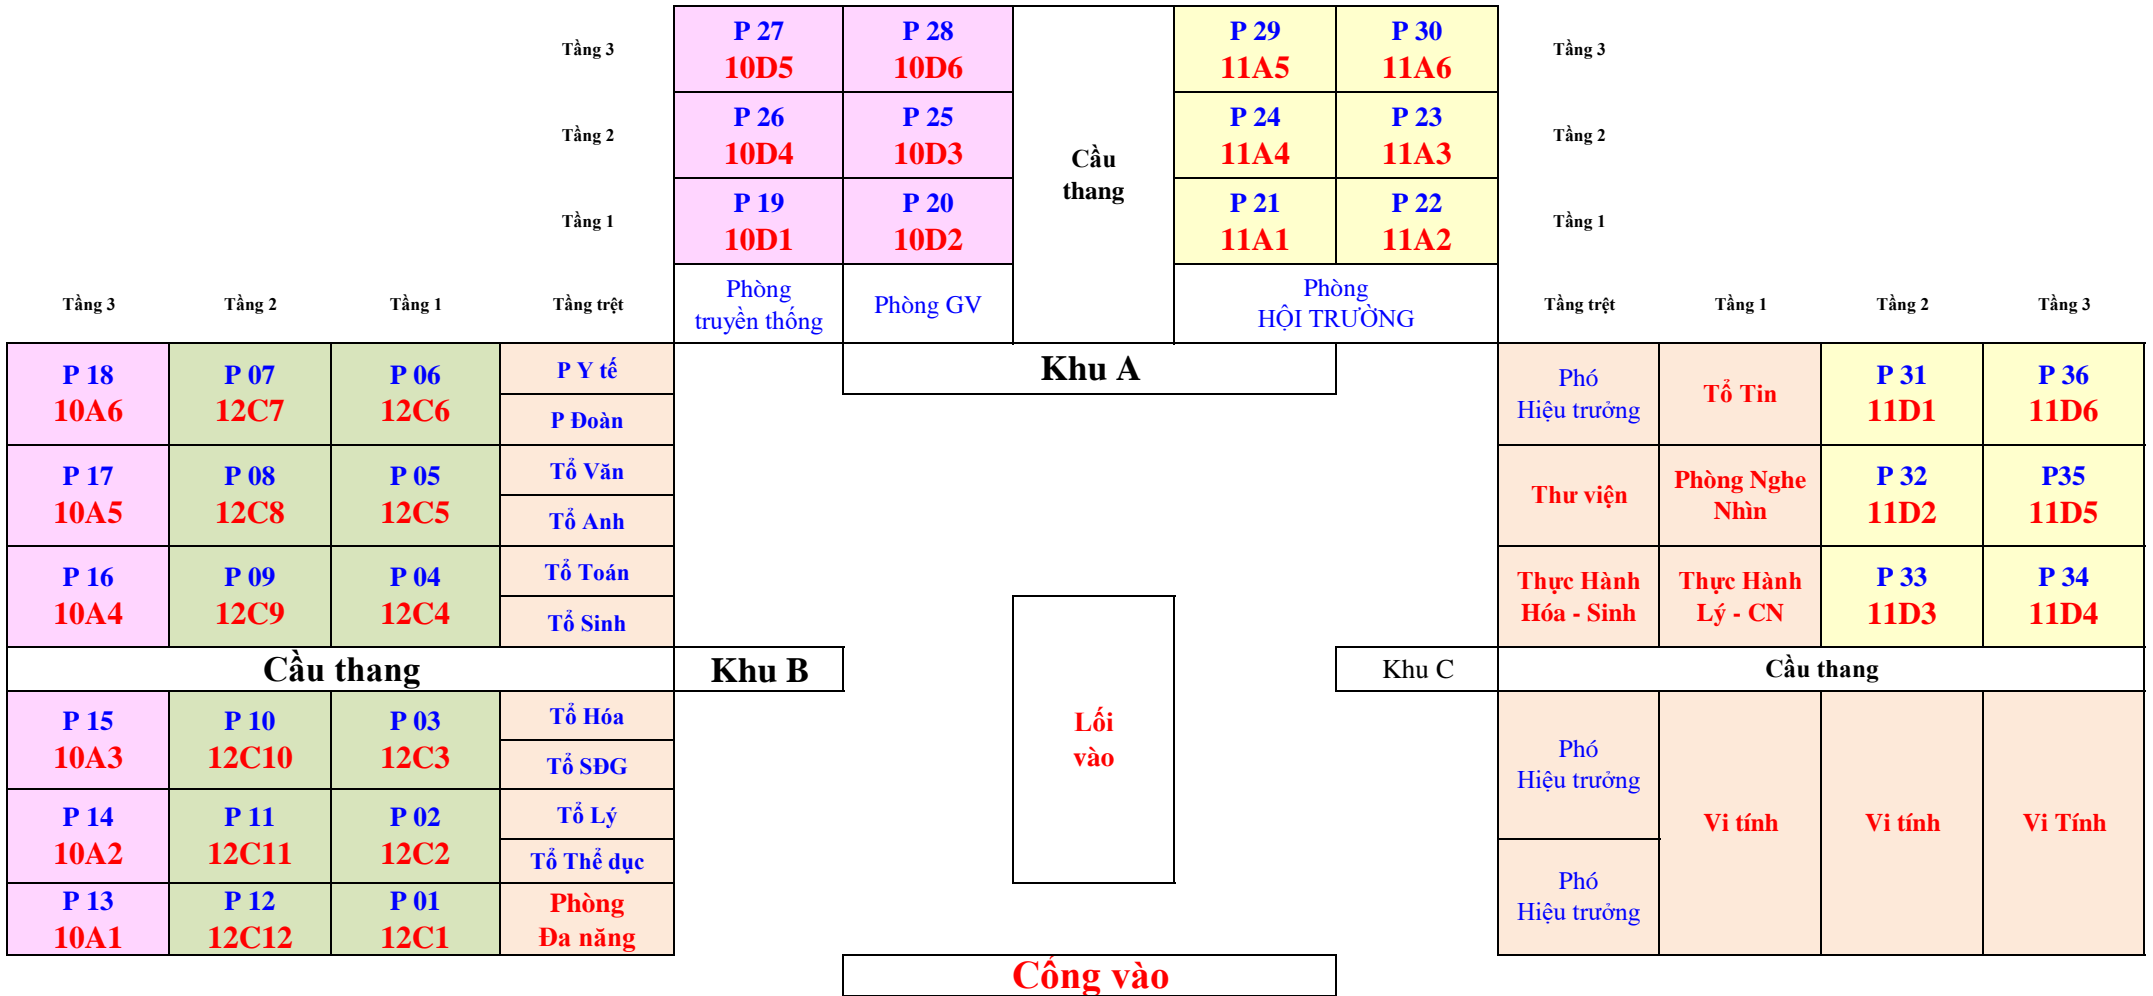 Tầng 3
P 27
10D5
P 28
10D6
P 29
11A5
P 30
11A6
Tầng 3
Tầng 2
P 26
10D4
P 25
10D3
Cầu
thang
P 24
11A4
P 23
11A3
Tầng 2
Tầng 1
P 19
10D1
P 20
10D2
P 21
11A1
P 22
11A2
Tầng 1
Tầng 3
Tầng 2
Tầng 1
Tầng trệt
Phòng
truyền thống
Phòng GV
Phòng
HỘI TRƯỜNG
Tầng trệt
Tầng 1
Tầng 2
Tầng 3
P 18
10A6
P 07
12C7
P 06
12C6
P Y tế
P Đoàn
Khu A
Phó
Hiệu trưởng
Tổ Tin
P 31
11D1
P 36
11D6
P 17
10A5
P 08
12C8
P 05
12C5
Tổ Văn
Tổ Anh
Thư viện
Phòng Nghe
Nhìn
P 32
11D2
P35
11D5
P 16
10A4
P 09
12C9
P 04
12C4
Tổ Toán
Tổ Sinh
Thực Hành
Hóa - Sinh
Thực Hành
Lý - CN
P 33
11D3
P 34
11D4
Cầu thang
Khu B
Khu C
Cầu thang
P 15
10A3
P 10
12C10
P 03
12C3
Tổ Hóa
Tổ SĐG
Lối
vào
Phó
Hiệu trưởng
Vi tính
Vi tính
Vi Tính
P 14
10A2
P 11
12C11
P 02
12C2
Tổ Lý
Tổ Thể dục
P 13
10A1
P 12
12C12
P 01
12C1
Phòng
Đa năng
Phó
Hiệu trưởng
Cổng vào